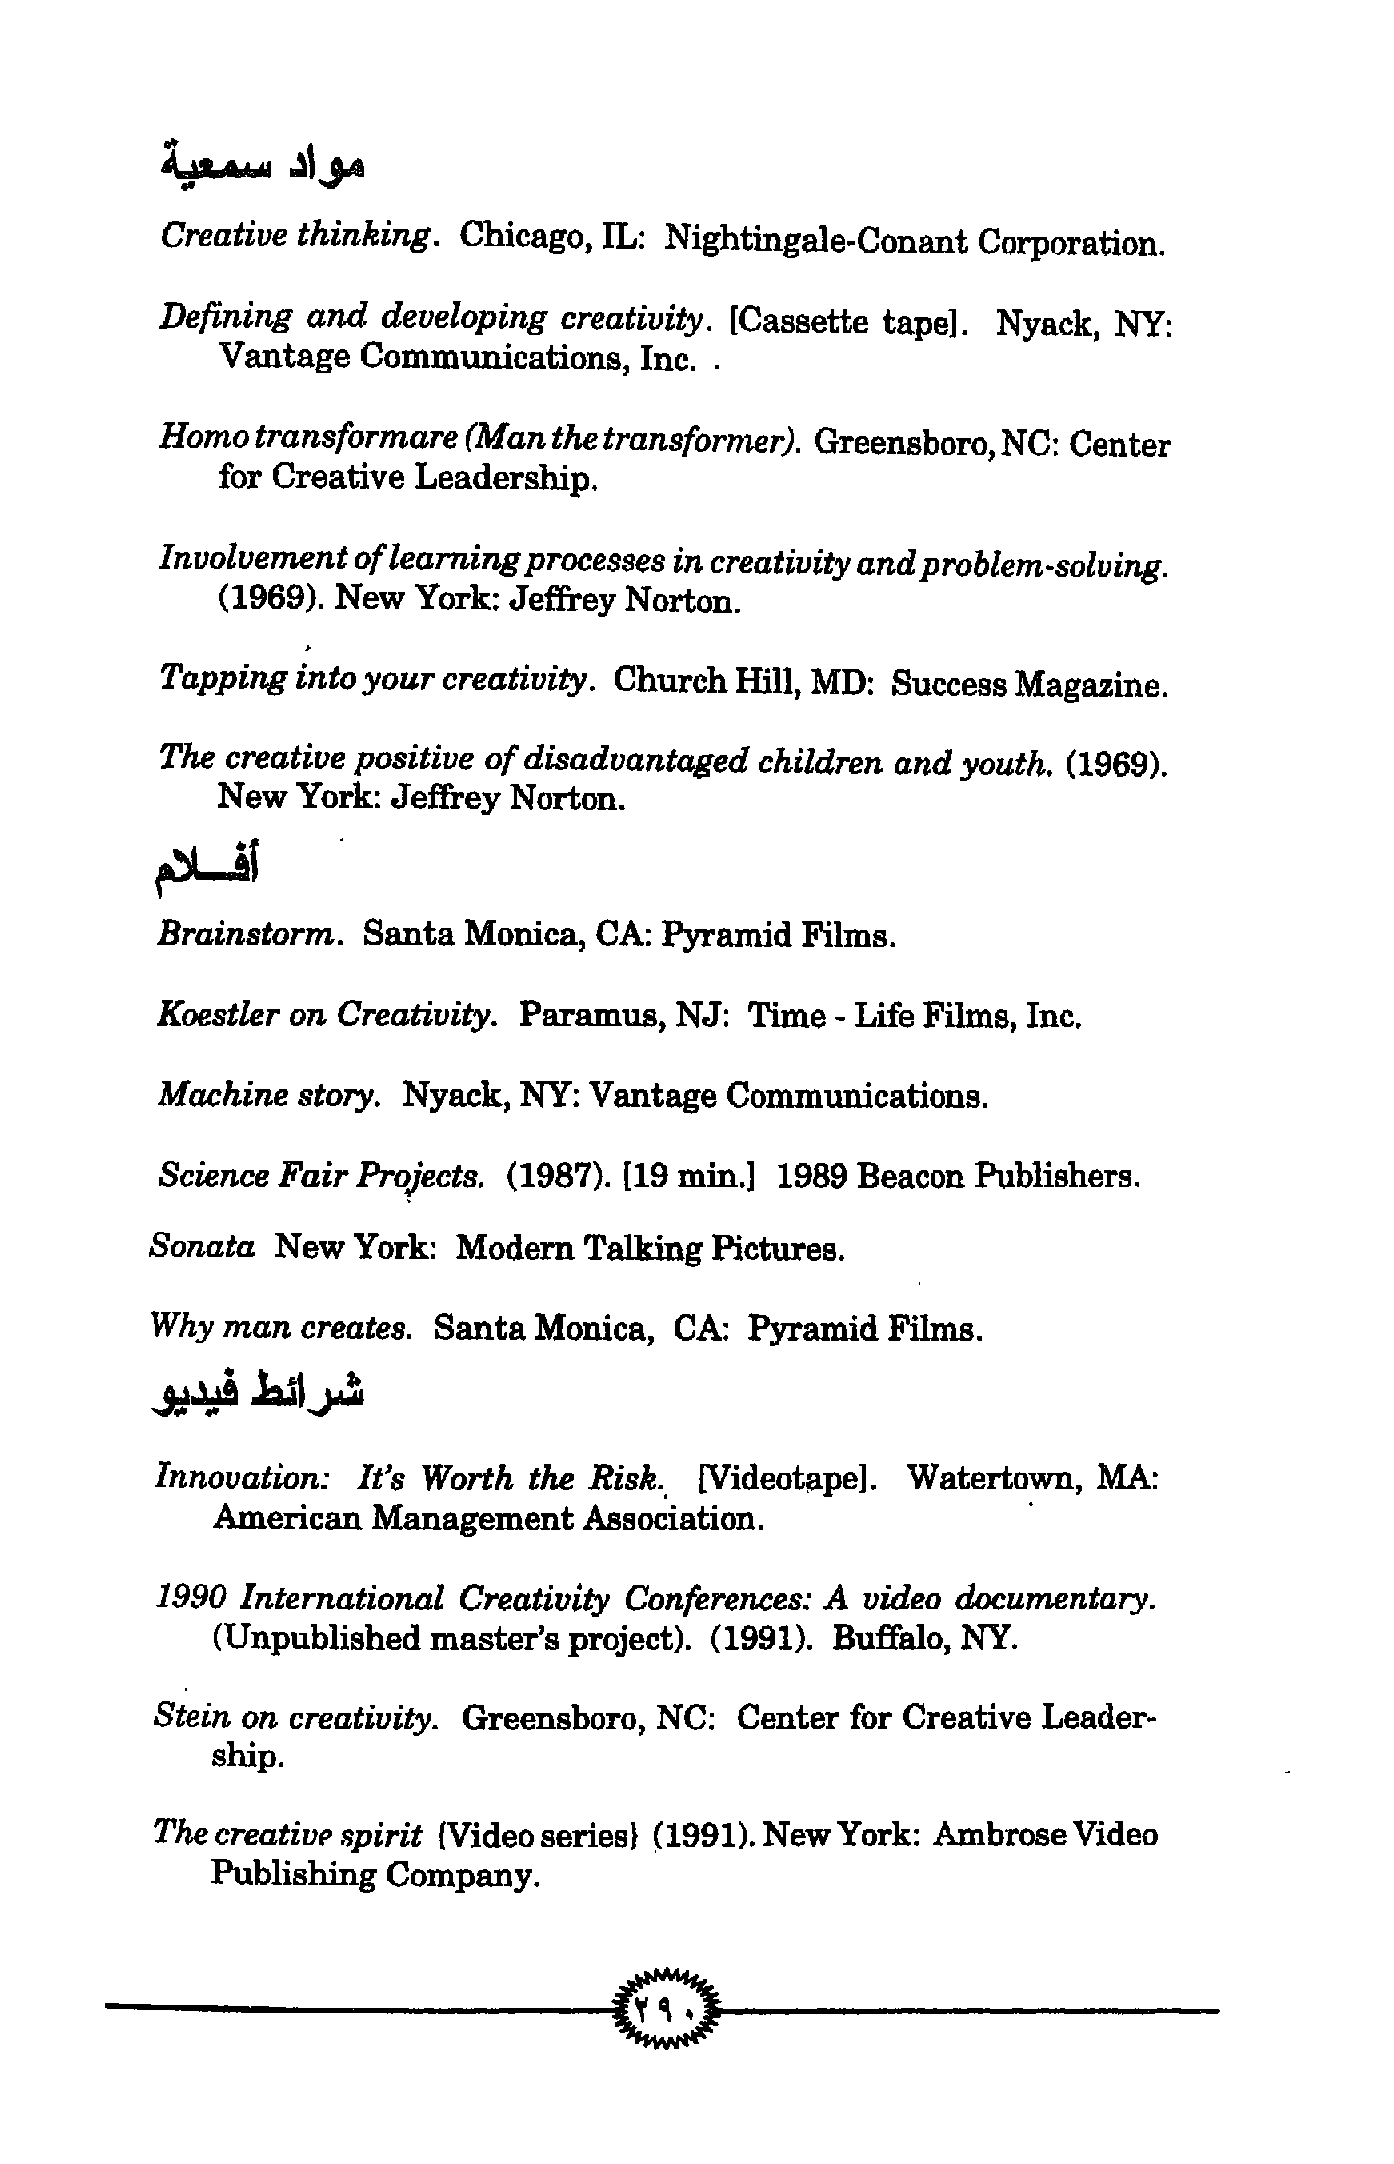 مواد سمعية
Creative thinking. Chicago, IL: Nightingale-Conant Corporation.
Defining and developing creativity. [Cassette tape]. Nyack, NY:
Vantage Communications, Inc. .
Homo transformare (Man the transformer). Greensboro, NC: Center
for Creative Leadership.
Involvement of learning processes in creativity and problem-solving.
(1969). New York: Jeffrey Norton.
Tapping into your creativity. Church Hill, MD: Success Magazine.
The creative positive of disadvantaged children and youth. (1969).
New York: Jeffrey Norton.
أفـلام
Brainstorm. Santa Monica, CA: Pyramid Films.
Koestler on Creativity. Paramus, NJ: Time - Life Films, Inc.
Machine story. Nyack, NY: Vantage Communications.
Science Fair Projects. (1987). [19 min.] 1989 Beacon Publishers.
Sonata New York: Modern Talking Pictures.
Why man creates. Santa Monica, CA: Pyramid Films.
شرائط فيديو
Innovation: It's Worth the Risk. [Videotape]. Watertown, MA:
American Management Association.
1990 International Creativity Conferences: A video documentary.
(Unpublished master's project). (1991). Buffalo, NY.
Stein on creativity. Greensboro, NC: Center for Creative Leader-
ship.
The creative spirit {Video series} (1991). New York: Ambrose Video
Publishing Company.
٢٩٠